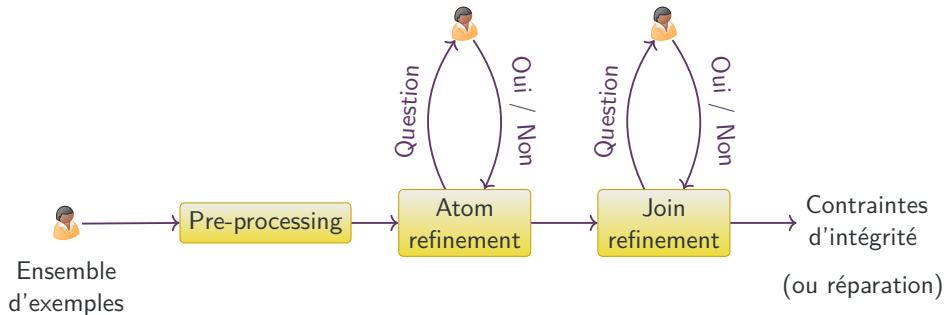 Question
Oui / Non
Question
Oui / Non
Pre-processing
Atom
refinement
Join
refinement
Contraintes
d'intégrité
(ou réparation)
Ensemble
d'exemples